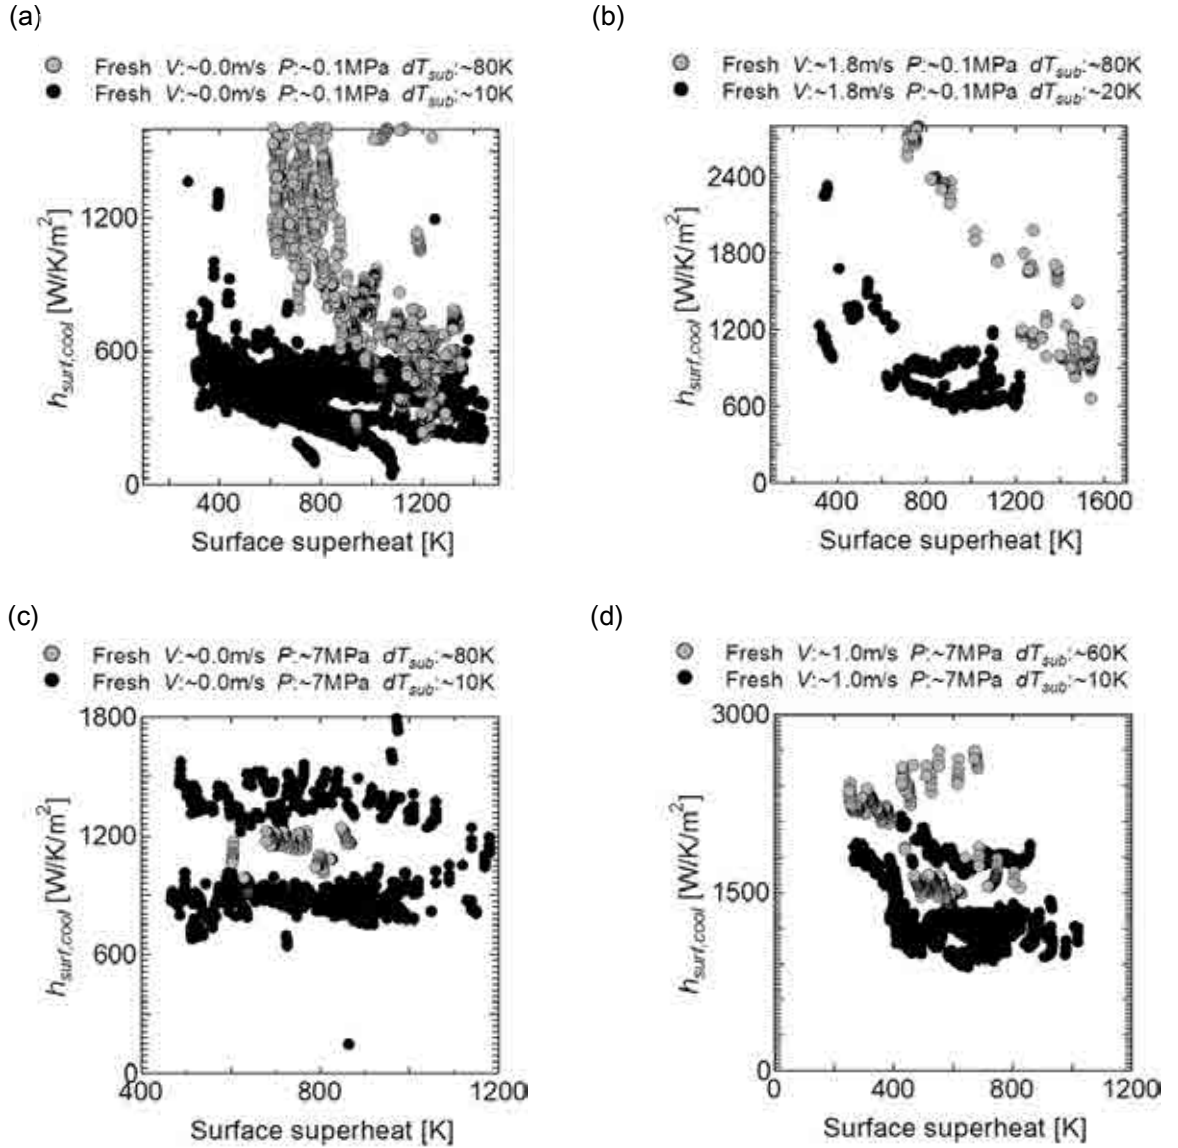 (a)
Fresh V:~0.0m/s P:~0.1MPa dTsub:~80K
Fresh V:~0.0m/s P:~0.1MPa dTsub:~10K
1200
600
0
hsurf,cool [W/K/m²]
400 800 1200
Surface superheat [K]
(b)
Fresh V:~1.8m/s P:~0.1MPa dTsub:~80K
Fresh V:~1.8m/s P:~0.1MPa dTsub:~20K
2400
1800
1200
600
0
hsurf,cool [W/K/m²]
400 800 1200 1600
Surface superheat [K]
(c)
Fresh V:~0.0m/s P:~7MPa dTsub:~80K
Fresh V:~0.0m/s P:~7MPa dTsub:~10K
1800
1200
600
0
hsurf,cool [W/K/m²]
400 600 800 1000 1200
Surface superheat [K]
(d)
Fresh V:~1.0m/s P:~7MPa dTsub:~60K
Fresh V:~1.0m/s P:~7MPa dTsub:~10K
3000
1500
0
hsurf,cool [W/K/m²]
0 400 800 1200
Surface superheat [K]